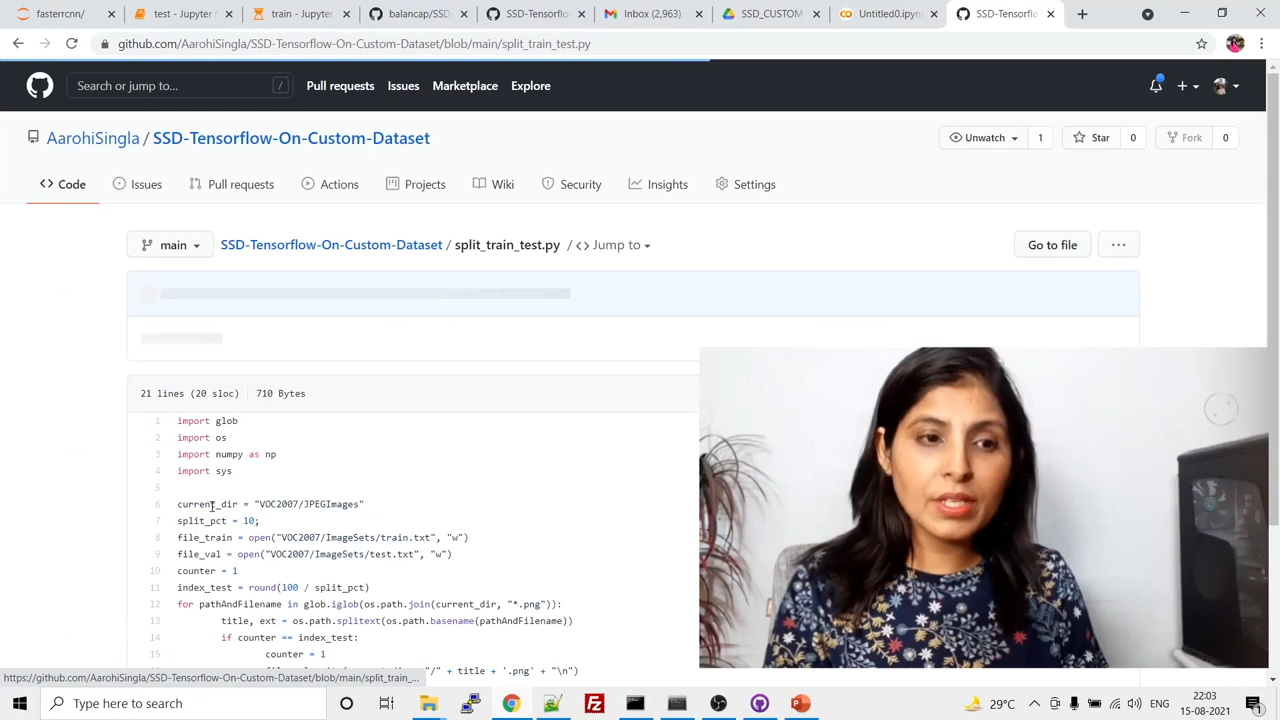 fastercnn/
test - Jupyter
train - Jupyter
balancap/SSD
SSD-Tensorflow
Inbox (2,963)
SSD_CUSTOM
Untitled0.ipynb
SSD-Tensorflow
github.com/AarohiSingla/SSD-Tensorflow-On-Custom-Dataset/blob/main/split_train_test.py
Search or jump to... /
Pull requests Issues Marketplace Explore
AarohiSingla / SSD-Tensorflow-On-Custom-Dataset
Unwatch 1 Star 0 Fork 0
<> Code Issues Pull requests Actions Projects Wiki Security Insights Settings
main SSD-Tensorflow-On-Custom-Dataset / split_train_test.py / <> Jump to
Go to file ...
21 lines (20 sloc) 710 Bytes
1 import glob
2 import os
3 import numpy as np
4 import sys
5
6 current_dir = "VOC2007/JPEGImages"
7 split_pct = 10;
8 file_train = open("VOC2007/ImageSets/train.txt", "w")
9 file_val = open("VOC2007/ImageSets/test.txt", "w")
10 counter = 1
11 index_test = round(100 / split_pct)
12 for pathAndFilename in glob.iglob(os.path.join(current_dir, "*.png")):
13 title, ext = os.path.splitext(os.path.basename(pathAndFilename))
14 if counter == index_test:
15 counter = 1
"/" + title + '.png' + "\n")
https://github.com/AarohiSingla/SSD-Tensorflow-On-Custom-Dataset/blob/main/split_train_...
Type here to search
29°C
ENG
22:03
15-08-2021